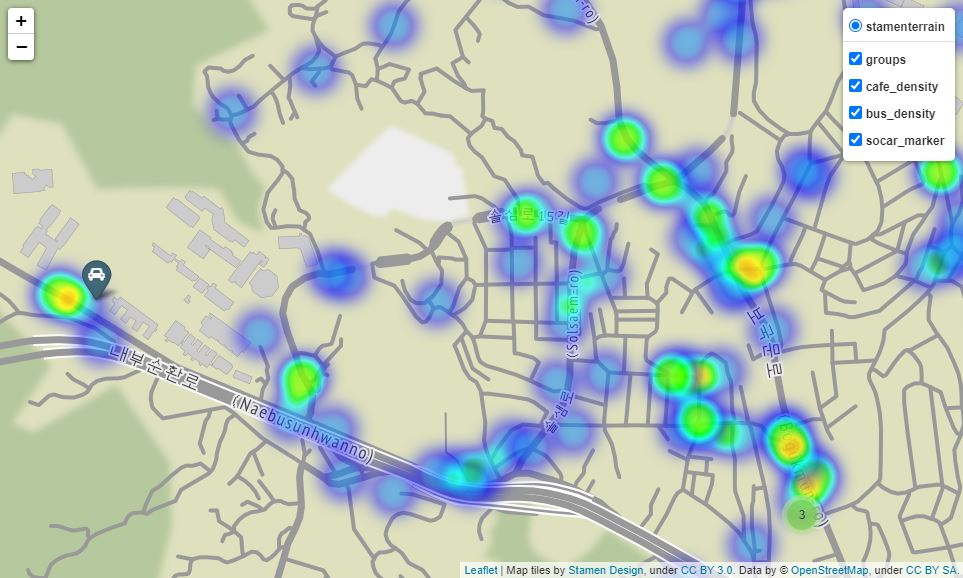 +
−
stamenterrain
groups
cafe_density
bus_density
socar_marker
솔샘로15길
(Solsaem-ro)
솔샘로
보국문로
내부순환로
(Naebusunhwanno)
3
Leaflet | Map tiles by Stamen Design, under CC BY 3.0. Data by © OpenStreetMap, under CC BY SA.